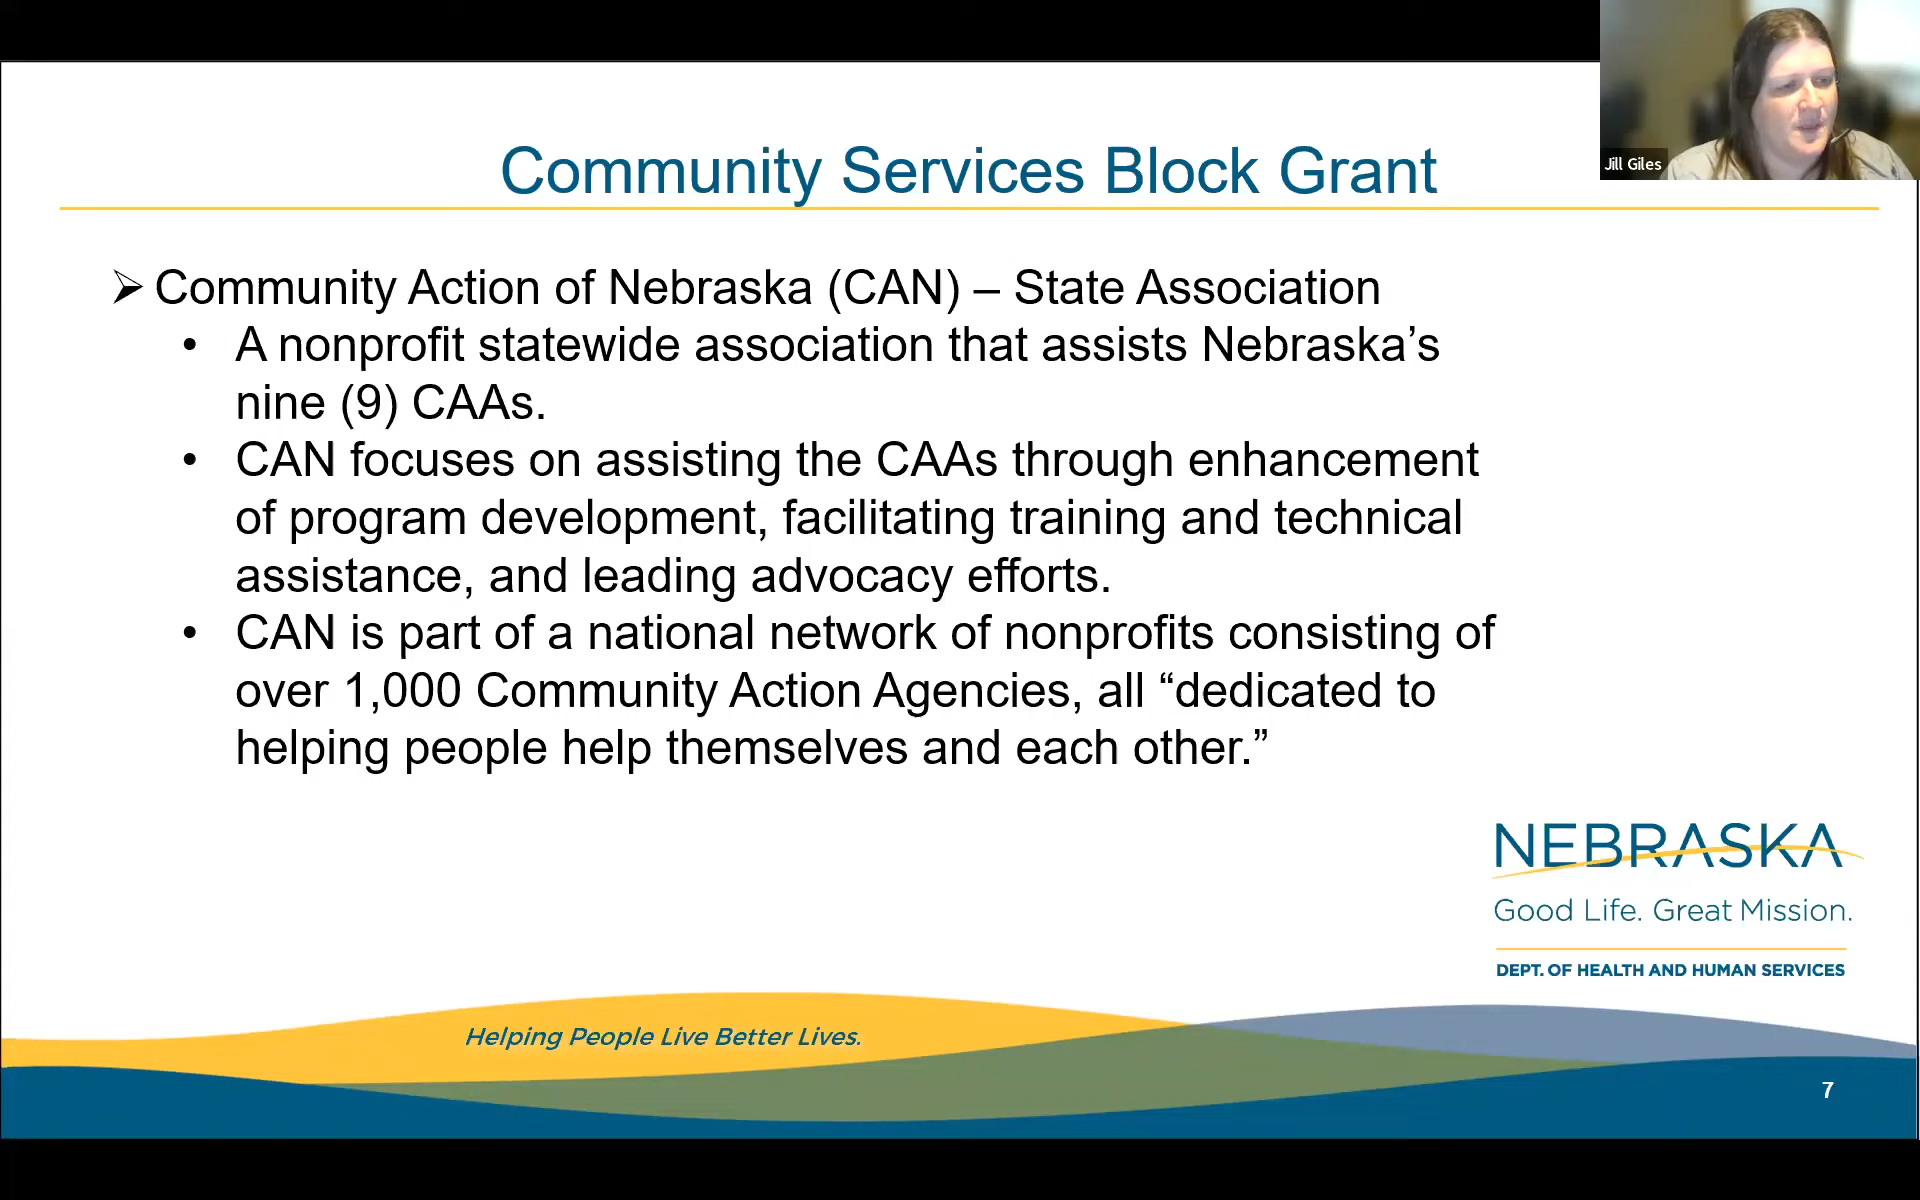 Jill Giles
Community Services Block Grant
➢ Community Action of Nebraska (CAN) – State Association
• A nonprofit statewide association that assists Nebraska’s
nine (9) CAAs.
• CAN focuses on assisting the CAAs through enhancement
of program development, facilitating training and technical
assistance, and leading advocacy efforts.
• CAN is part of a national network of nonprofits consisting of
over 1,000 Community Action Agencies, all “dedicated to
helping people help themselves and each other.”
NEBRASKA
Good Life. Great Mission.
DEPT. OF HEALTH AND HUMAN SERVICES
Helping People Live Better Lives.
7